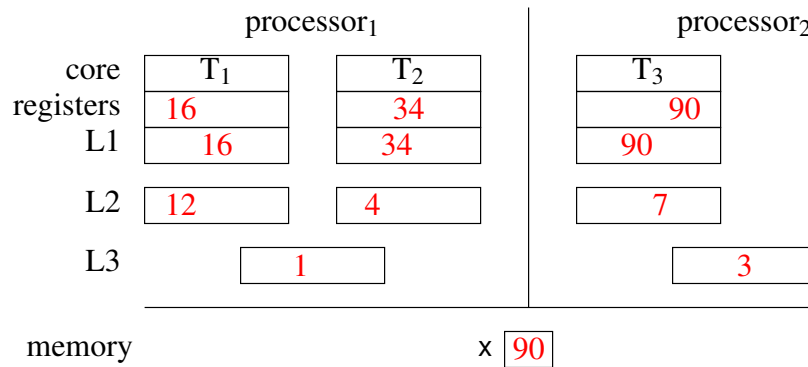 processor₁ processor₂
core T₁ T₂ T₃
registers 16 34 90
L1 16 34 90
L2 12 4 7
L3 1 3
memory x 90